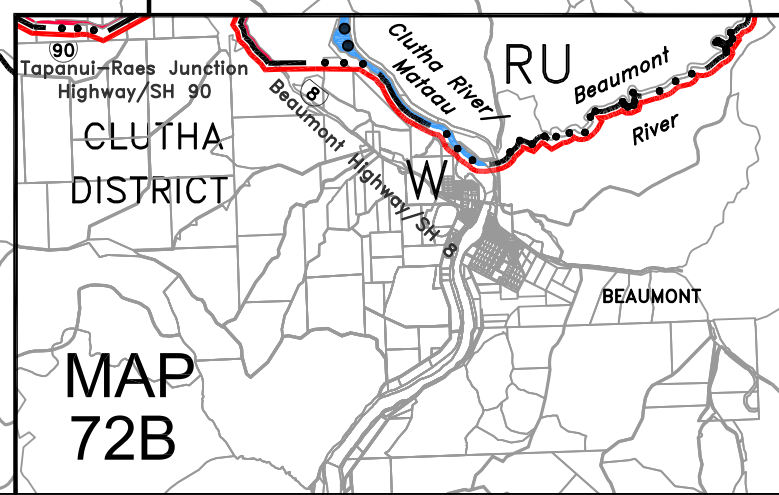 90
Tapanui-Raes Junction
Highway/SH 90
CLUTHA
DISTRICT
8
Beaumont Highway/SH 8
Clutha River/
Mataau
RU
Beaumont
River
W
BEAUMONT
MAP
72B